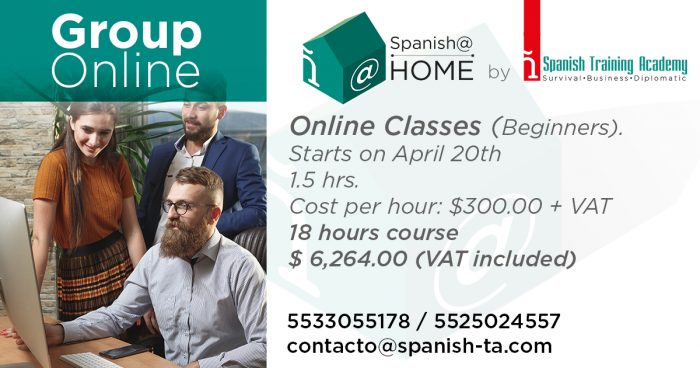 Group
Online
Spanish@
HOME
@
by
Spanish Training Academy
Survival•Business•Diplomatic
Online Classes (Beginners).
Starts on April 20th
1.5 hrs.
Cost per hour: $300.00 + VAT
18 hours course
$ 6,264.00 (VAT included)
5533055178 / 5525024557
contacto@spanish-ta.com